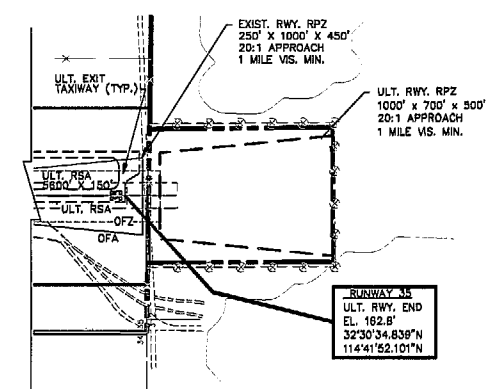 EXIST. RWY. RPZ
250' X 1000' X 450'
20:1 APPROACH
1 MILE VIS. MIN.
ULT. EXIT
TAXIWAY (TYP.)
ULT. RWY. RPZ
1000' X 700' X 500'
20:1 APPROACH
1 MILE VIS. MIN.
ULT. RSA
5600' X 150'
ULT. RSA
OFZ
OFA
RUNWAY 35
ULT. RWY. END
EL. 162.8'
32°30'34.839"N
114°41'52.101"N